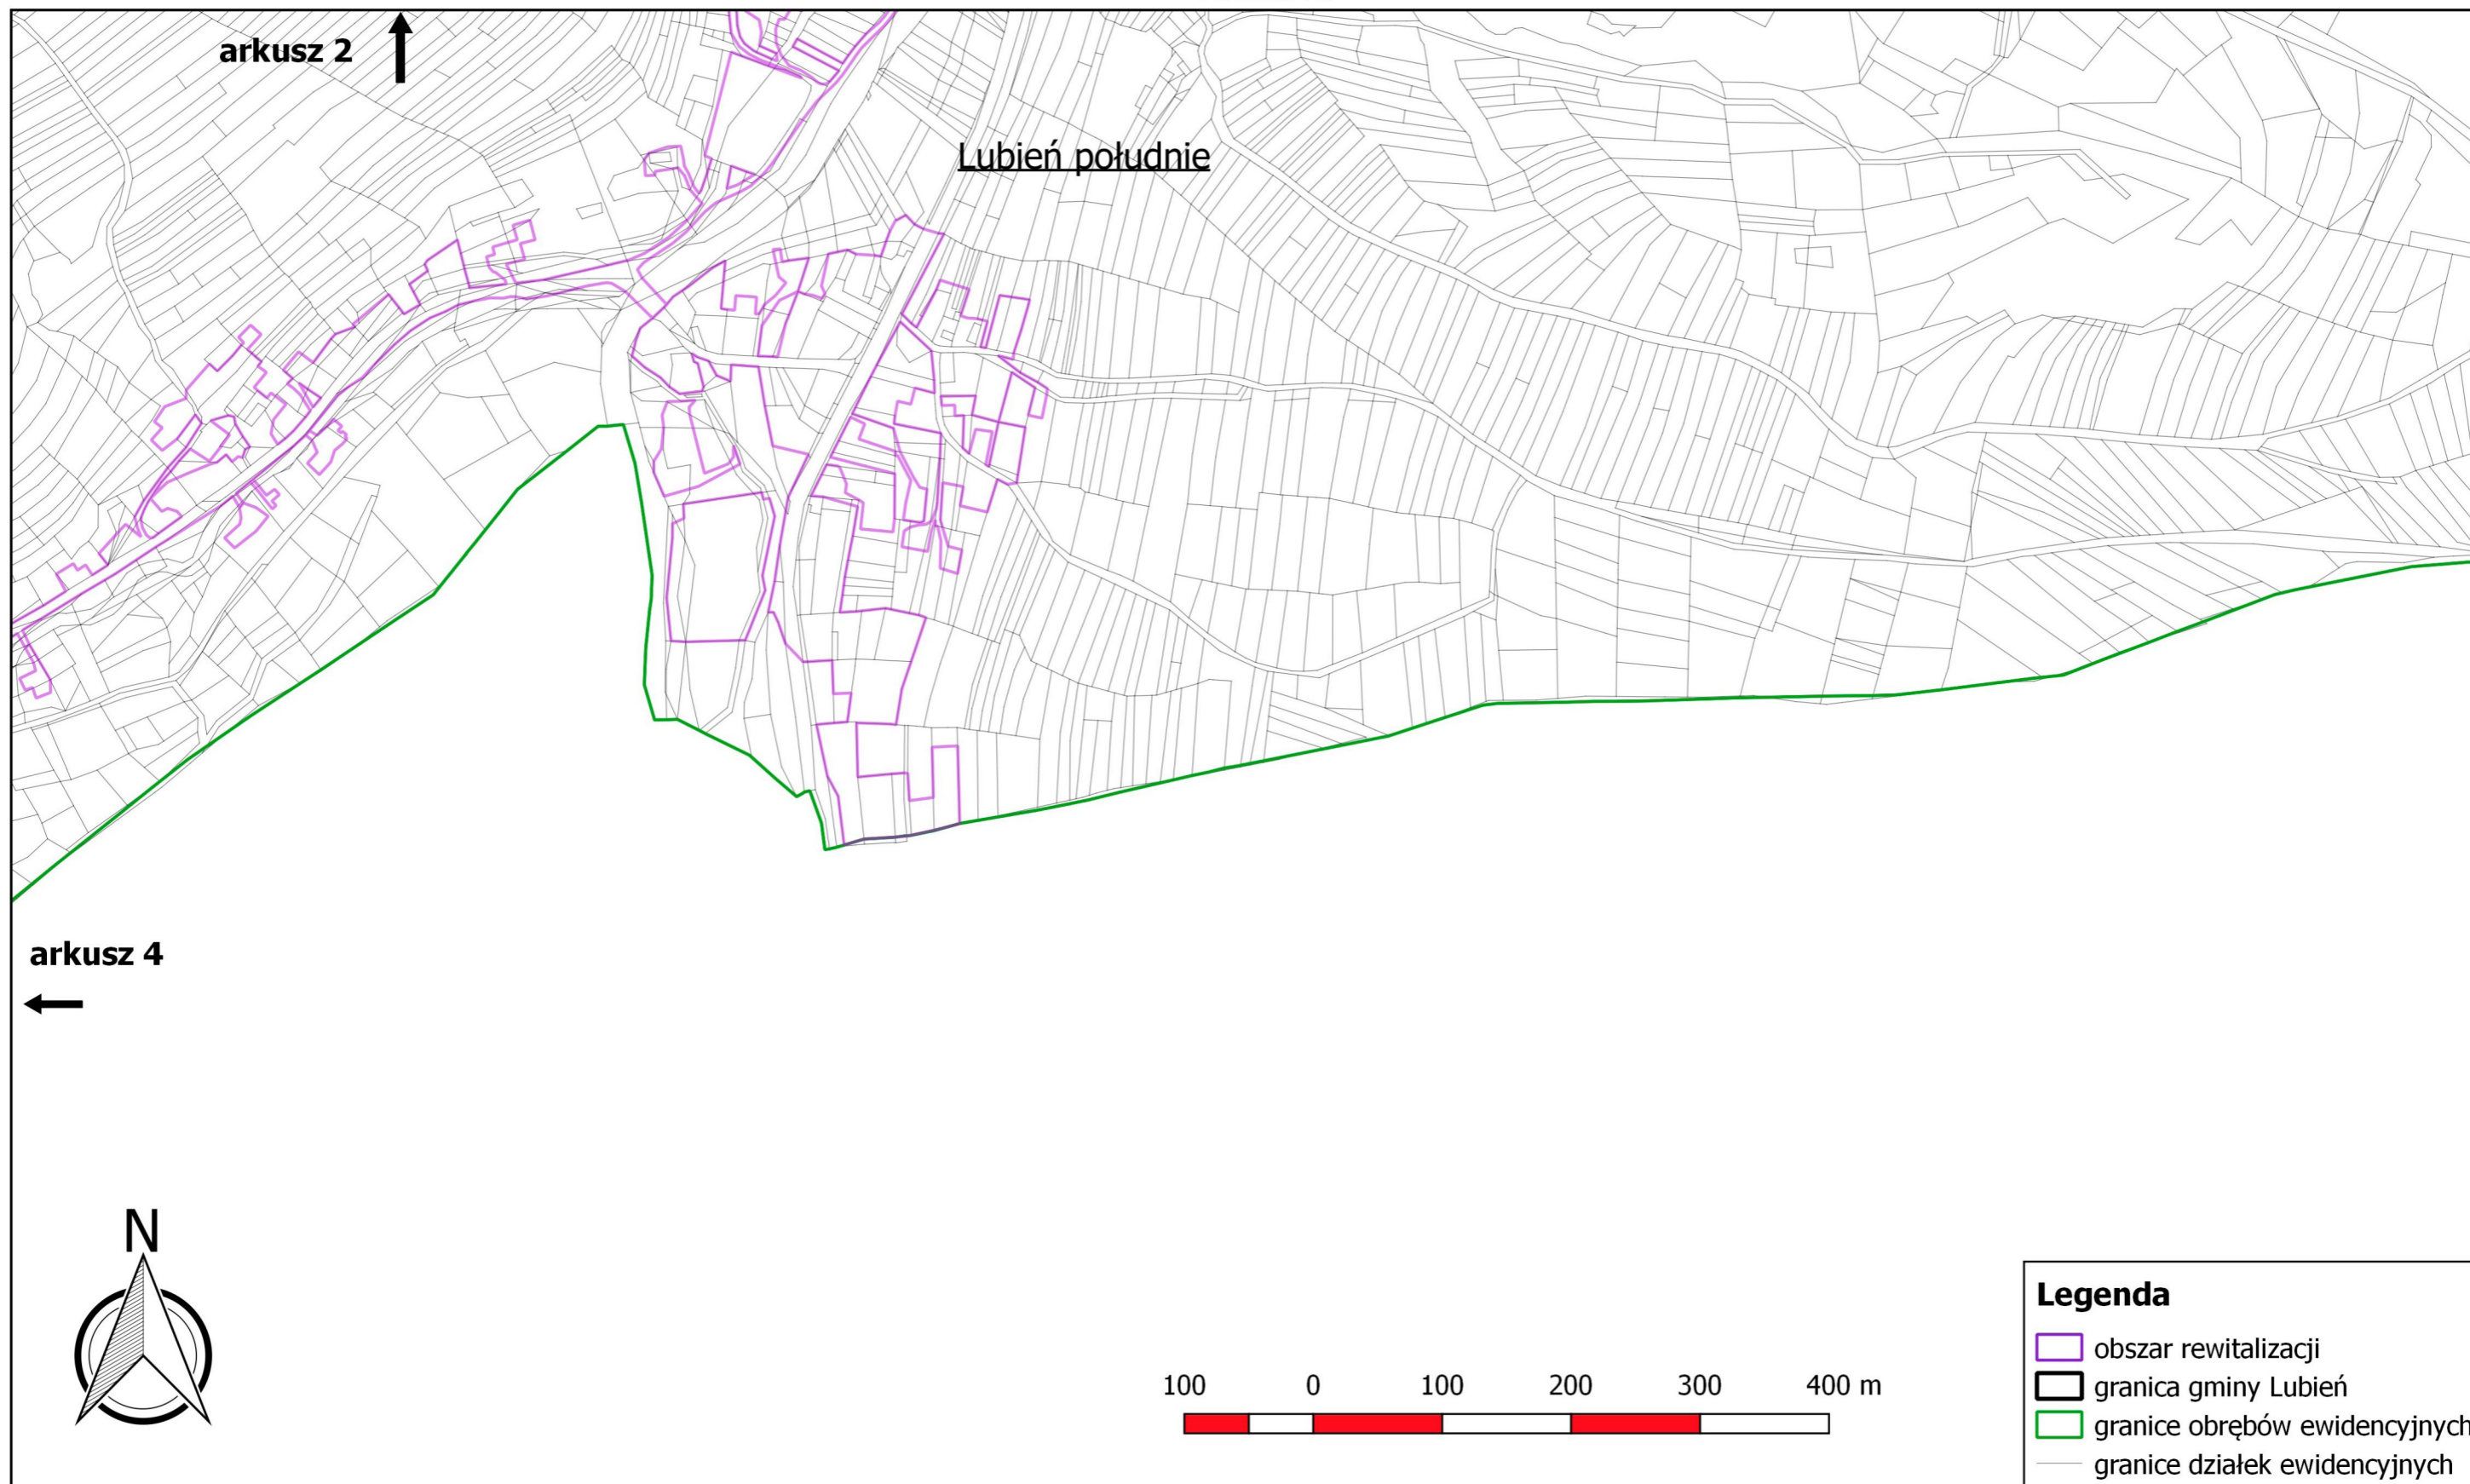 arkusz 2
Lubień południe
arkusz 4
N
100 0 100 200 300 400 m
Legenda
obszar rewitalizacji
granica gminy Lubień
granice obrębów ewidencyjnych
granice działek ewidencyjnych